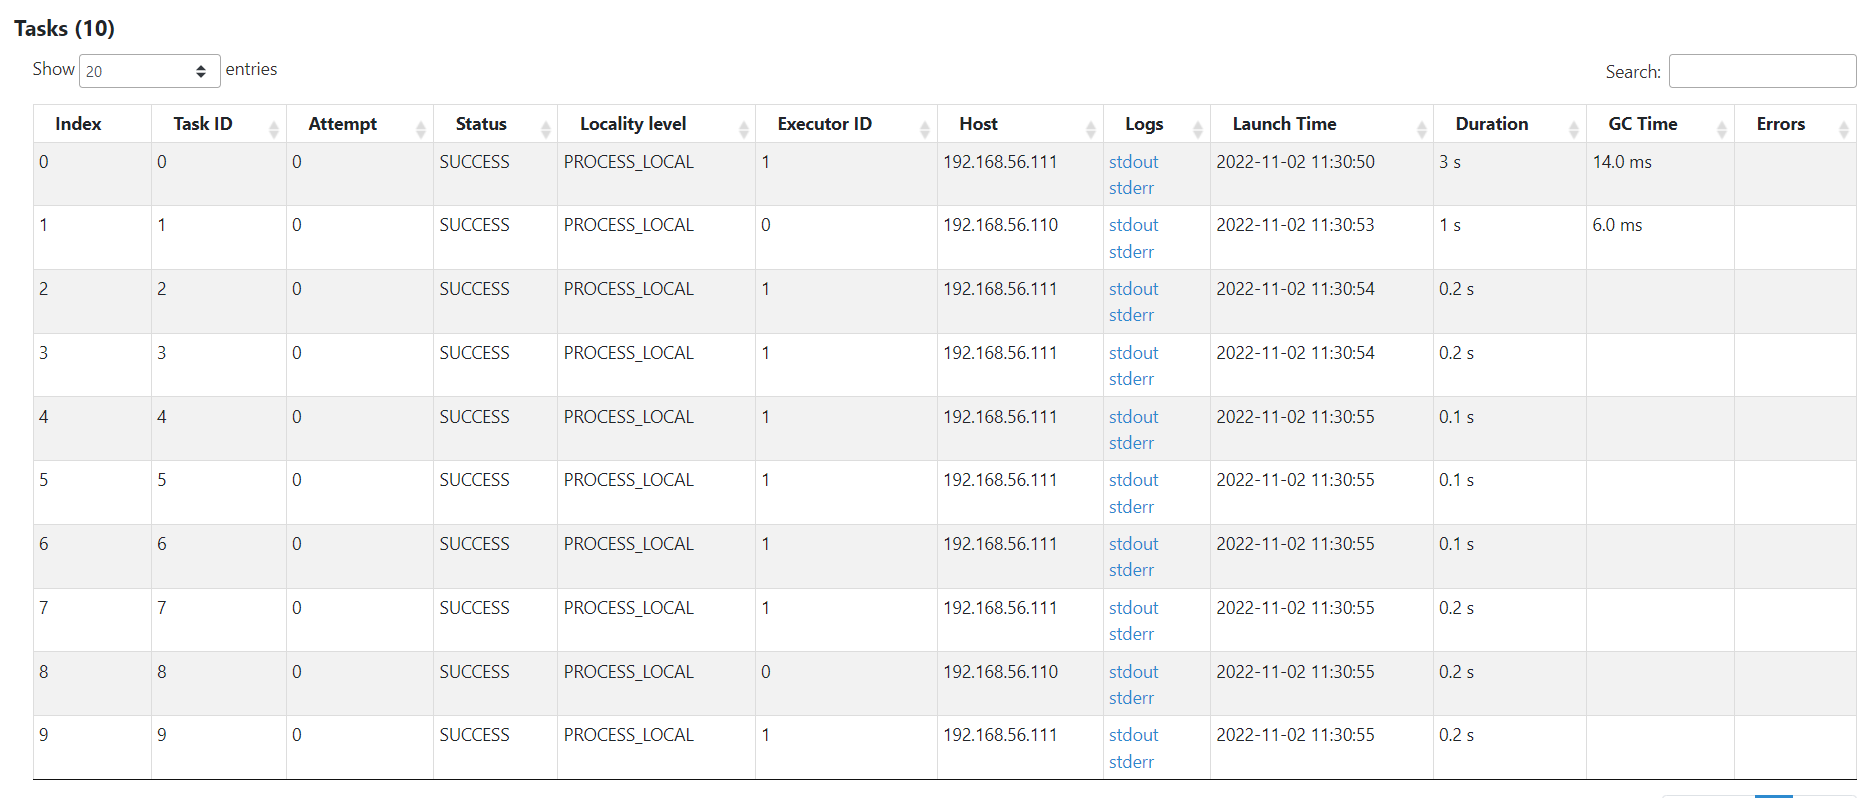 Tasks (10)
Show 20 entries Search:
Index Task ID Attempt Status Locality level Executor ID Host Logs Launch Time Duration GC Time Errors
0 0 0 SUCCESS PROCESS_LOCAL 1 192.168.56.111 stdout 2022-11-02 11:30:50 3 s 14.0 ms
stderr
1 1 0 SUCCESS PROCESS_LOCAL 0 192.168.56.110 stdout 2022-11-02 11:30:53 1 s 6.0 ms
stderr
2 2 0 SUCCESS PROCESS_LOCAL 1 192.168.56.111 stdout 2022-11-02 11:30:54 0.2 s
stderr
3 3 0 SUCCESS PROCESS_LOCAL 1 192.168.56.111 stdout 2022-11-02 11:30:54 0.2 s
stderr
4 4 0 SUCCESS PROCESS_LOCAL 1 192.168.56.111 stdout 2022-11-02 11:30:55 0.1 s
stderr
5 5 0 SUCCESS PROCESS_LOCAL 1 192.168.56.111 stdout 2022-11-02 11:30:55 0.1 s
stderr
6 6 0 SUCCESS PROCESS_LOCAL 1 192.168.56.111 stdout 2022-11-02 11:30:55 0.1 s
stderr
7 7 0 SUCCESS PROCESS_LOCAL 1 192.168.56.111 stdout 2022-11-02 11:30:55 0.2 s
stderr
8 8 0 SUCCESS PROCESS_LOCAL 0 192.168.56.110 stdout 2022-11-02 11:30:55 0.2 s
stderr
9 9 0 SUCCESS PROCESS_LOCAL 1 192.168.56.111 stdout 2022-11-02 11:30:55 0.2 s
stderr